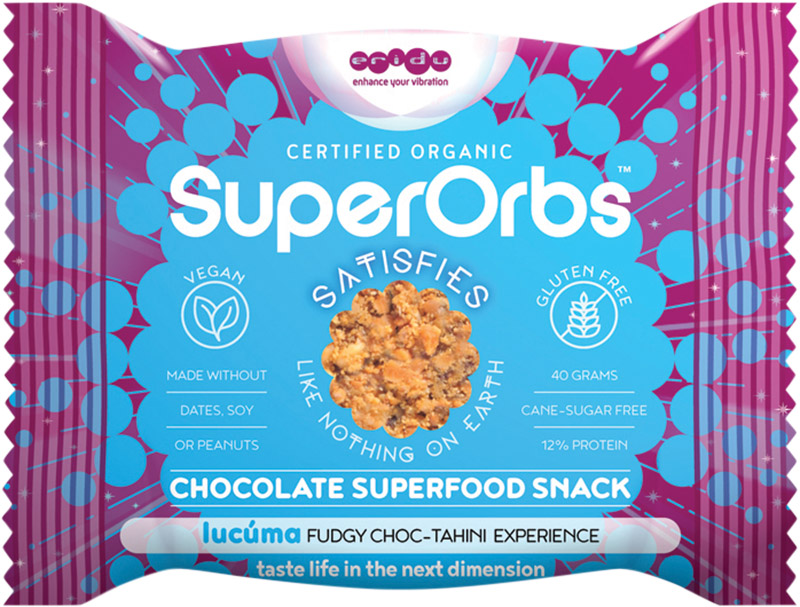 eridu
enhance your vibration
CERTIFIED ORGANIC
SuperOrbs™
SATISFIES
LIKE NOTHING ON EARTH
VEGAN
MADE WITHOUT
DATES, SOY
OR PEANUTS
GLUTEN FREE
40 GRAMS
CANE-SUGAR FREE
12% PROTEIN
CHOCOLATE SUPERFOOD SNACK
lucúma FUDGY CHOC-TAHINI EXPERIENCE
taste life in the next dimension